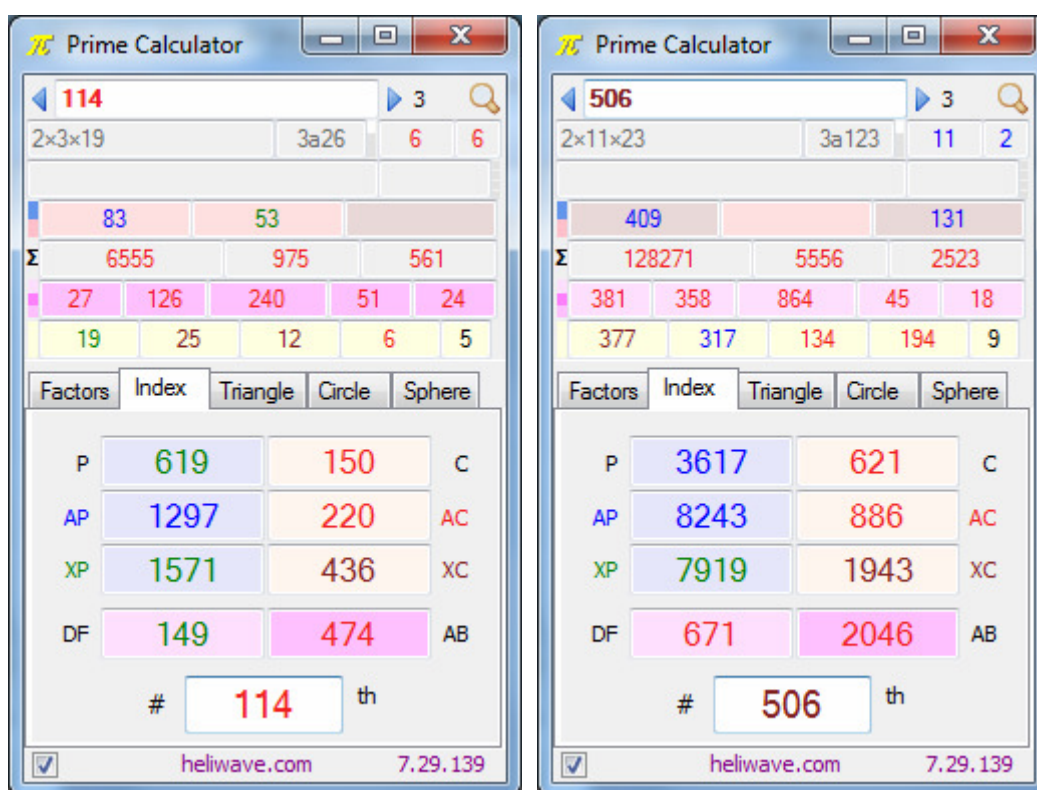 Prime Calculator
114 3
2×3×19 3a26 6 6
83 53
Σ 6555 975 561
27 126 240 51 24
19 25 12 6 5
Factors Index Triangle Circle Sphere
P 619 150 C
AP 1297 220 AC
XP 1571 436 XC
DF 149 474 AB
# 114 th
heliwave.com 7.29.139
Prime Calculator
506 3
2×11×23 3a123 11 2
409 131
Σ 128271 5556 2523
381 358 864 45 18
377 317 134 194 9
Factors Index Triangle Circle Sphere
P 3617 621 C
AP 8243 886 AC
XP 7919 1943 XC
DF 671 2046 AB
# 506 th
heliwave.com 7.29.139